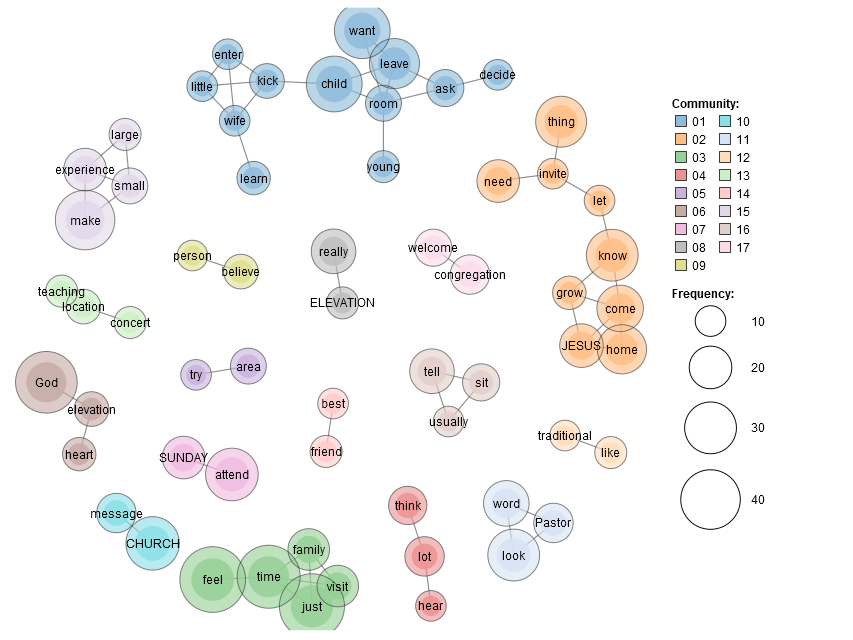 want
enter
leave
decide
little
kick
child
ask
room
wife
thing
large
young
experience
need
invite
learn
small
let
make
really
welcome
person
know
believe
congregation
teaching
grow
ELEVATION
location
come
concert
JESUS
home
tell
area
God
try
sit
best
elevation
usually
traditional
friend
like
heart
SUNDAY
attend
word
think
message
Pastor
CHURCH
family
look
lot
time
feel
visit
just
hear
Community:
01 10
02 11
03 12
04 13
05 14
06 15
07 16
08 17
09
Frequency:
10
20
30
40